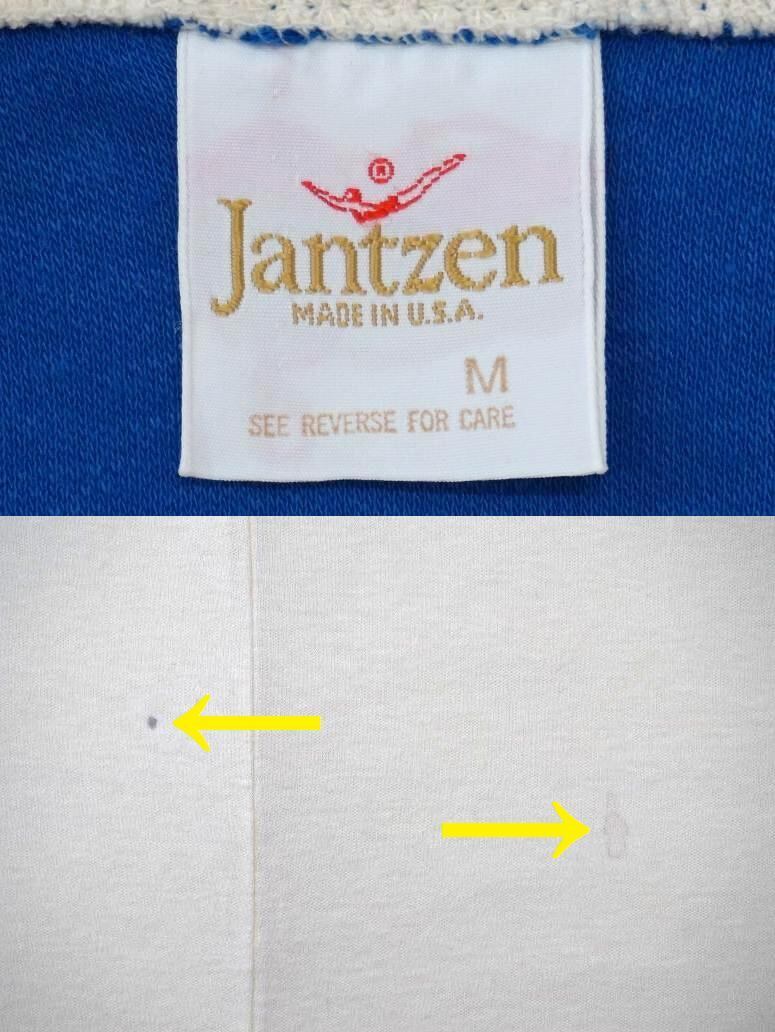 ®
Jantzen
MADE IN U.S.A.
M
SEE REVERSE FOR CARE